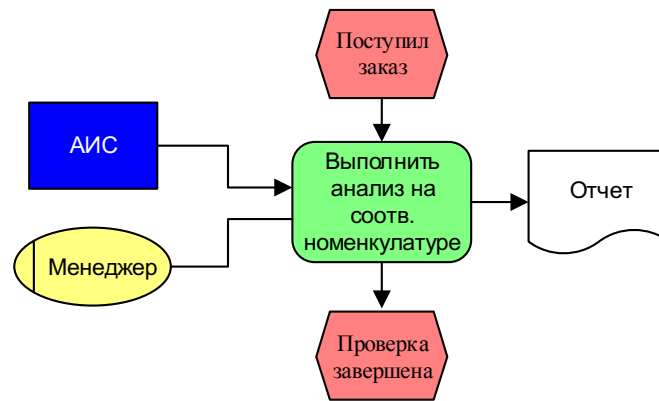 Поступил
заказ
АИС
Выполнить
анализ на
соотв.
номенкулатуре
Отчет
Менеджер
Проверка
завершена